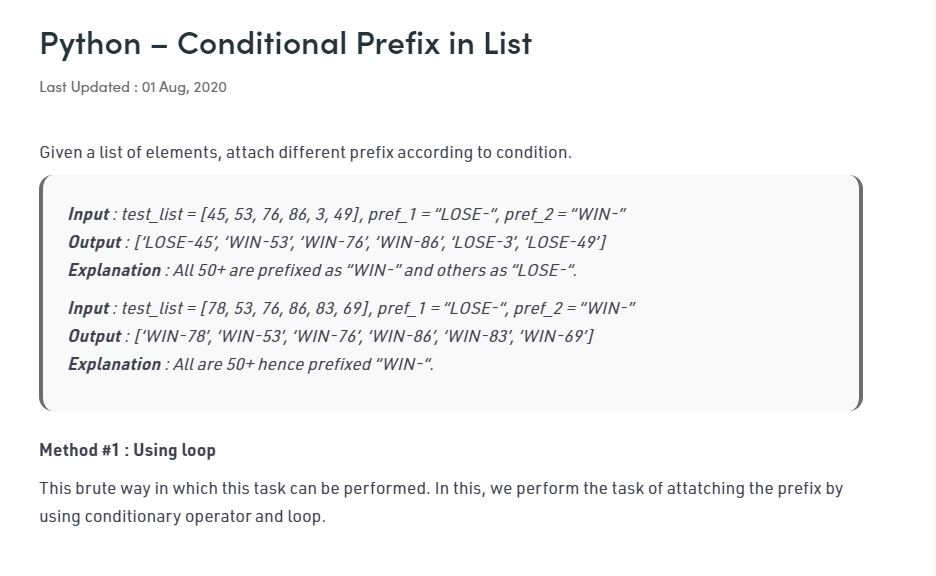 Python – Conditional Prefix in List
Last Updated : 01 Aug, 2020
Given a list of elements, attach different prefix according to condition.
Input : test_list = [45, 53, 76, 86, 3, 49], pref_1 = “LOSE-“, pref_2 = “WIN-”
Output : [‘LOSE-45’, ‘WIN-53’, ‘WIN-76’, ‘WIN-86’, ‘LOSE-3’, ‘LOSE-49’]
Explanation : All 50+ are prefixed as “WIN-” and others as “LOSE-“.
Input : test_list = [78, 53, 76, 86, 83, 69], pref_1 = “LOSE-“, pref_2 = “WIN-”
Output : [‘WIN-78’, ‘WIN-53’, ‘WIN-76’, ‘WIN-86’, ‘WIN-83’, ‘WIN-69’]
Explanation : All are 50+ hence prefixed “WIN-“.
Method #1 : Using loop
This brute way in which this task can be performed. In this, we perform the task of attatching the prefix by
using conditionary operator and loop.